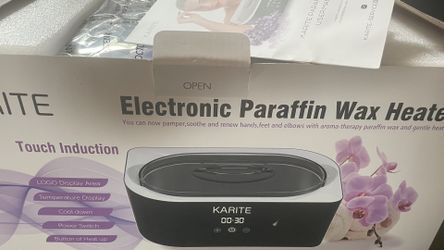 OPEN
RITE
Electronic Paraffin Wax Heate
You can now pamper,soothe and renew hands,feet and elbows with aroma-therapy paraffin wax and gentle heat
Touch Induction
LOGO Display Area
Temperature Display
Cool down
Power Switch
Button of Heat up
KARITE
00:30